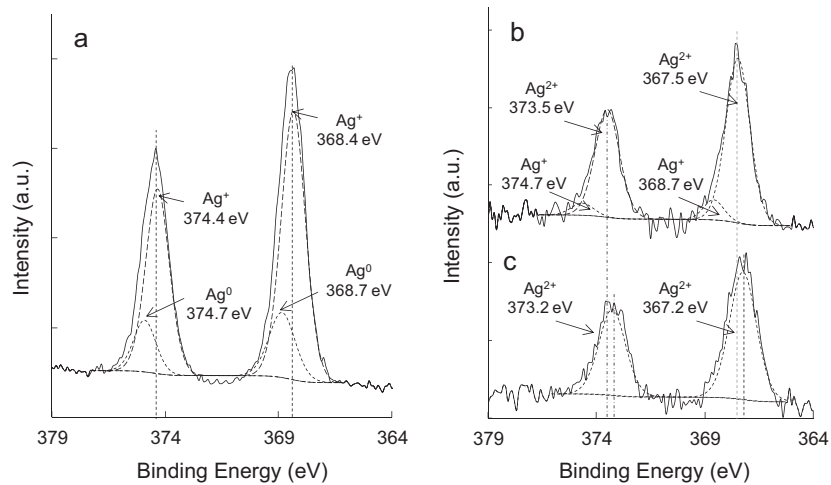 a
Ag⁺
368.4 eV
Ag⁺
374.4 eV
Ag⁰
368.7 eV
Ag⁰
374.7 eV
Intensity (a.u.)
379
374
369
364
Binding Energy (eV)
b
Ag²⁺
367.5 eV
Ag²⁺
373.5 eV
Ag⁺
374.7 eV
Ag⁺
368.7 eV
c
Ag²⁺
373.2 eV
Ag²⁺
367.2 eV
Intensity (a.u.)
379
374
369
364
Binding Energy (eV)